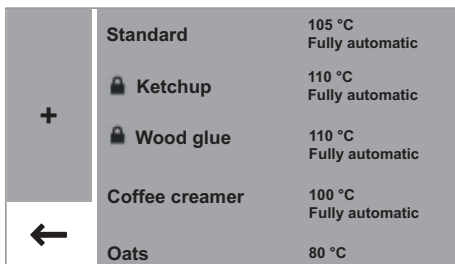 Standard 105 °C
Fully automatic
Ketchup 110 °C
Fully automatic
+
Wood glue 110 °C
Fully automatic
Coffee creamer 100 °C
Fully automatic
Oats 80 °C